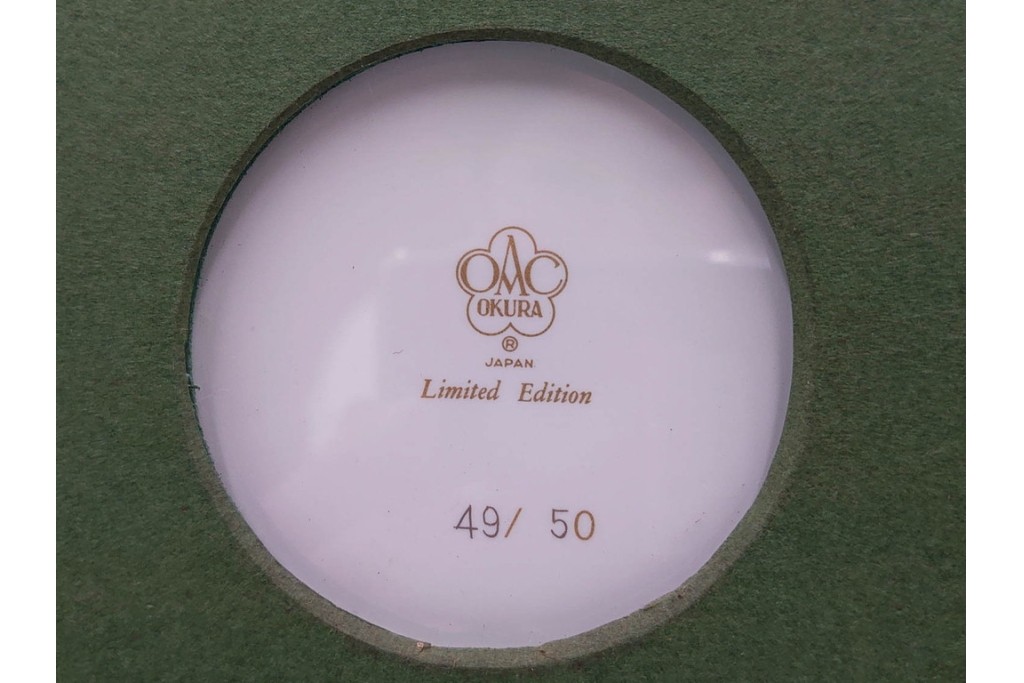 OAC
OKURA
®
JAPAN
Limited Edition
49/ 50